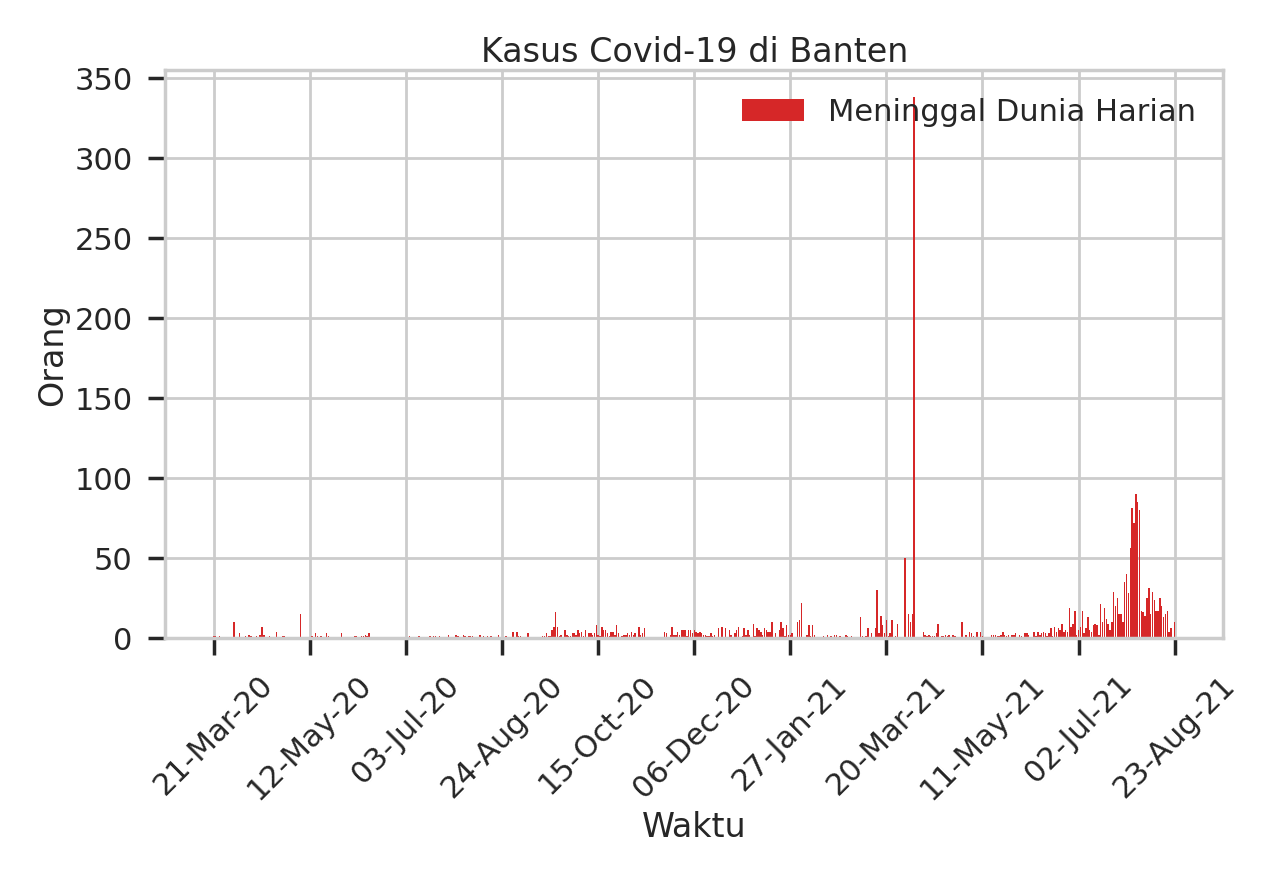 Kasus Covid-19 di Banten
Meninggal Dunia Harian
Orang
350
300
250
200
150
100
50
0
21-Mar-20
12-May-20
03-Jul-20
24-Aug-20
15-Oct-20
06-Dec-20
27-Jan-21
20-Mar-21
11-May-21
02-Jul-21
23-Aug-21
Waktu